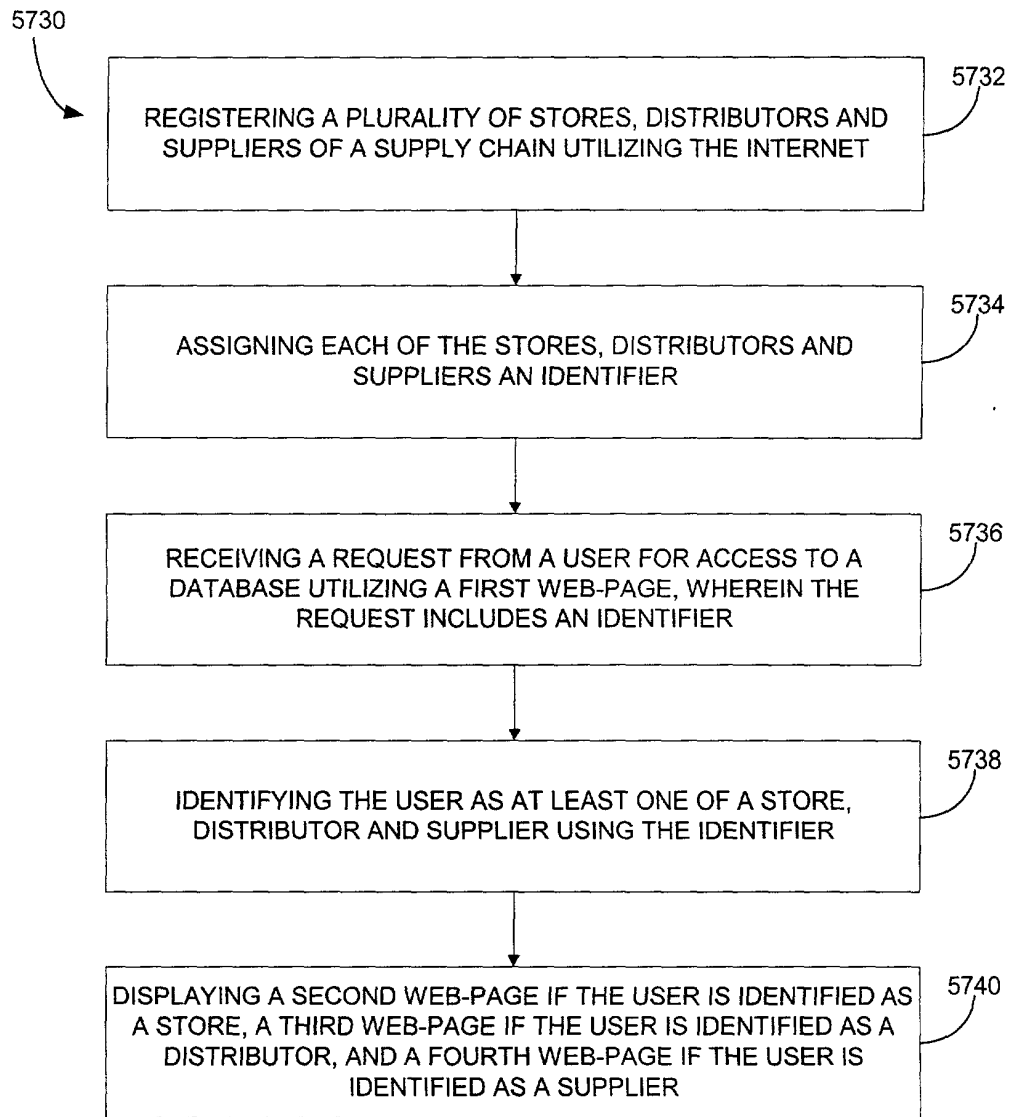 5730
5732
REGISTERING A PLURALITY OF STORES, DISTRIBUTORS AND
SUPPLIERS OF A SUPPLY CHAIN UTILIZING THE INTERNET
5734
ASSIGNING EACH OF THE STORES, DISTRIBUTORS AND
SUPPLIERS AN IDENTIFIER
5736
RECEIVING A REQUEST FROM A USER FOR ACCESS TO A
DATABASE UTILIZING A FIRST WEB-PAGE, WHEREIN THE
REQUEST INCLUDES AN IDENTIFIER
5738
IDENTIFYING THE USER AS AT LEAST ONE OF A STORE,
DISTRIBUTOR AND SUPPLIER USING THE IDENTIFIER
5740
DISPLAYING A SECOND WEB-PAGE IF THE USER IS IDENTIFIED AS
A STORE, A THIRD WEB-PAGE IF THE USER IS IDENTIFIED AS A
DISTRIBUTOR, AND A FOURTH WEB-PAGE IF THE USER IS
IDENTIFIED AS A SUPPLIER